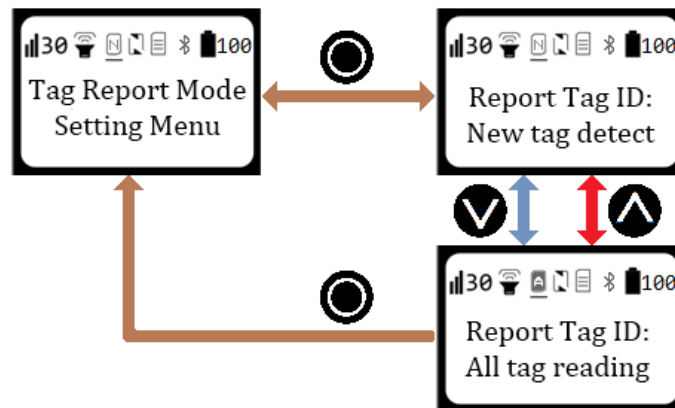 30 N 100
Tag Report Mode
Setting Menu
30 N 100
Report Tag ID:
New tag detect
30 A 100
Report Tag ID:
All tag reading